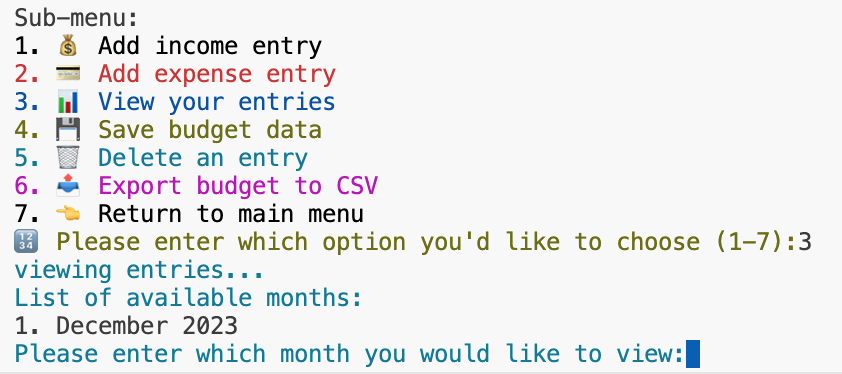 Sub-menu:
1. 💰 Add income entry
2. 💳 Add expense entry
3. 📊 View your entries
4. 💾 Save budget data
5. 🗑️ Delete an entry
6. 📤 Export budget to CSV
7. 👈 Return to main menu
🔢 Please enter which option you'd like to choose (1-7):3
viewing entries...
List of available months:
1. December 2023
Please enter which month you would like to view: